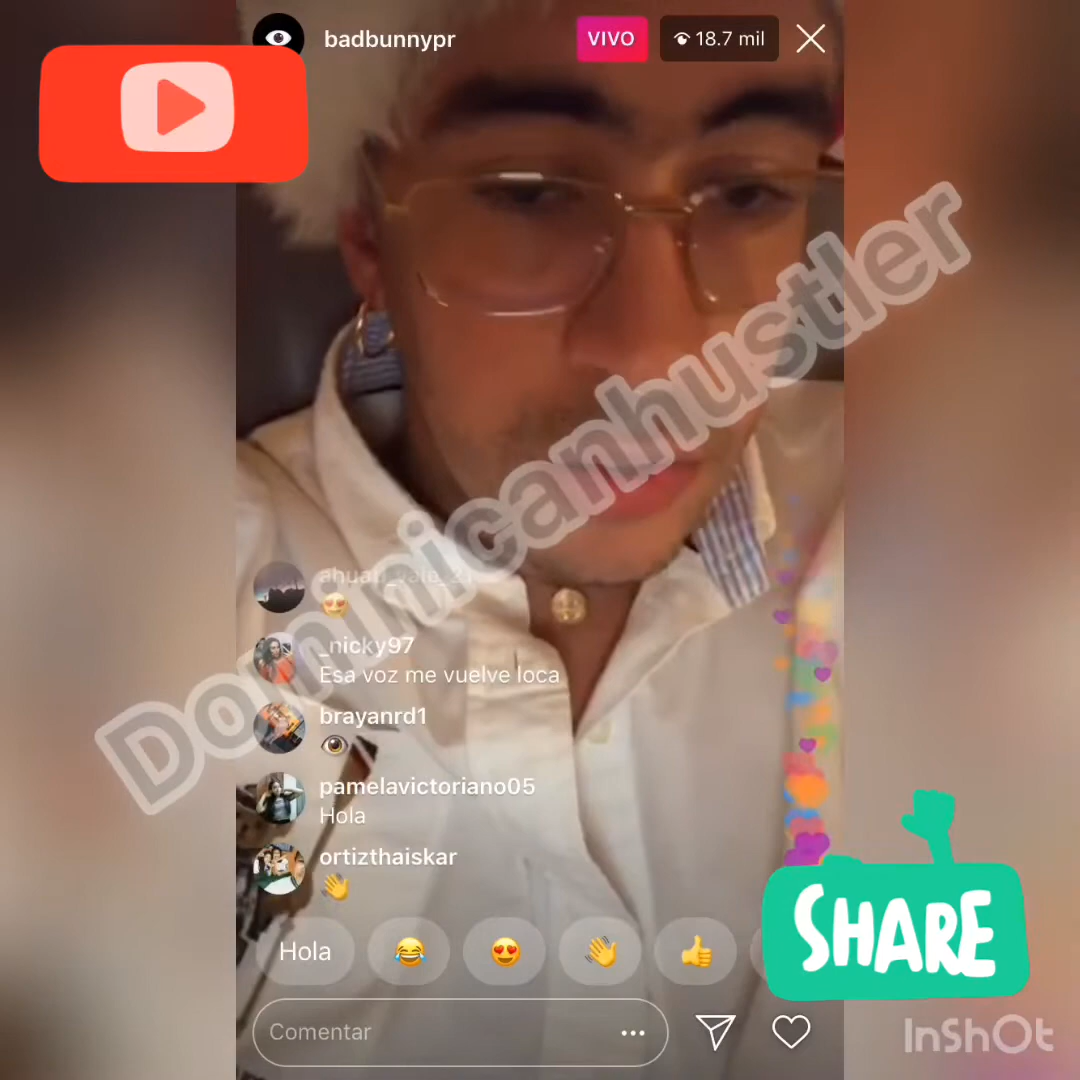 badbunnypr
VIVO
18.7 mil
Dominicanhustler
😍
_nicky97
Esa voz me vuelve loca
brayanrd1
👁
pamelavictoriano05
Hola
ortizthaiskar
👋
Hola 😂 😍 👋 👍
Comentar
SHARE
InShOt